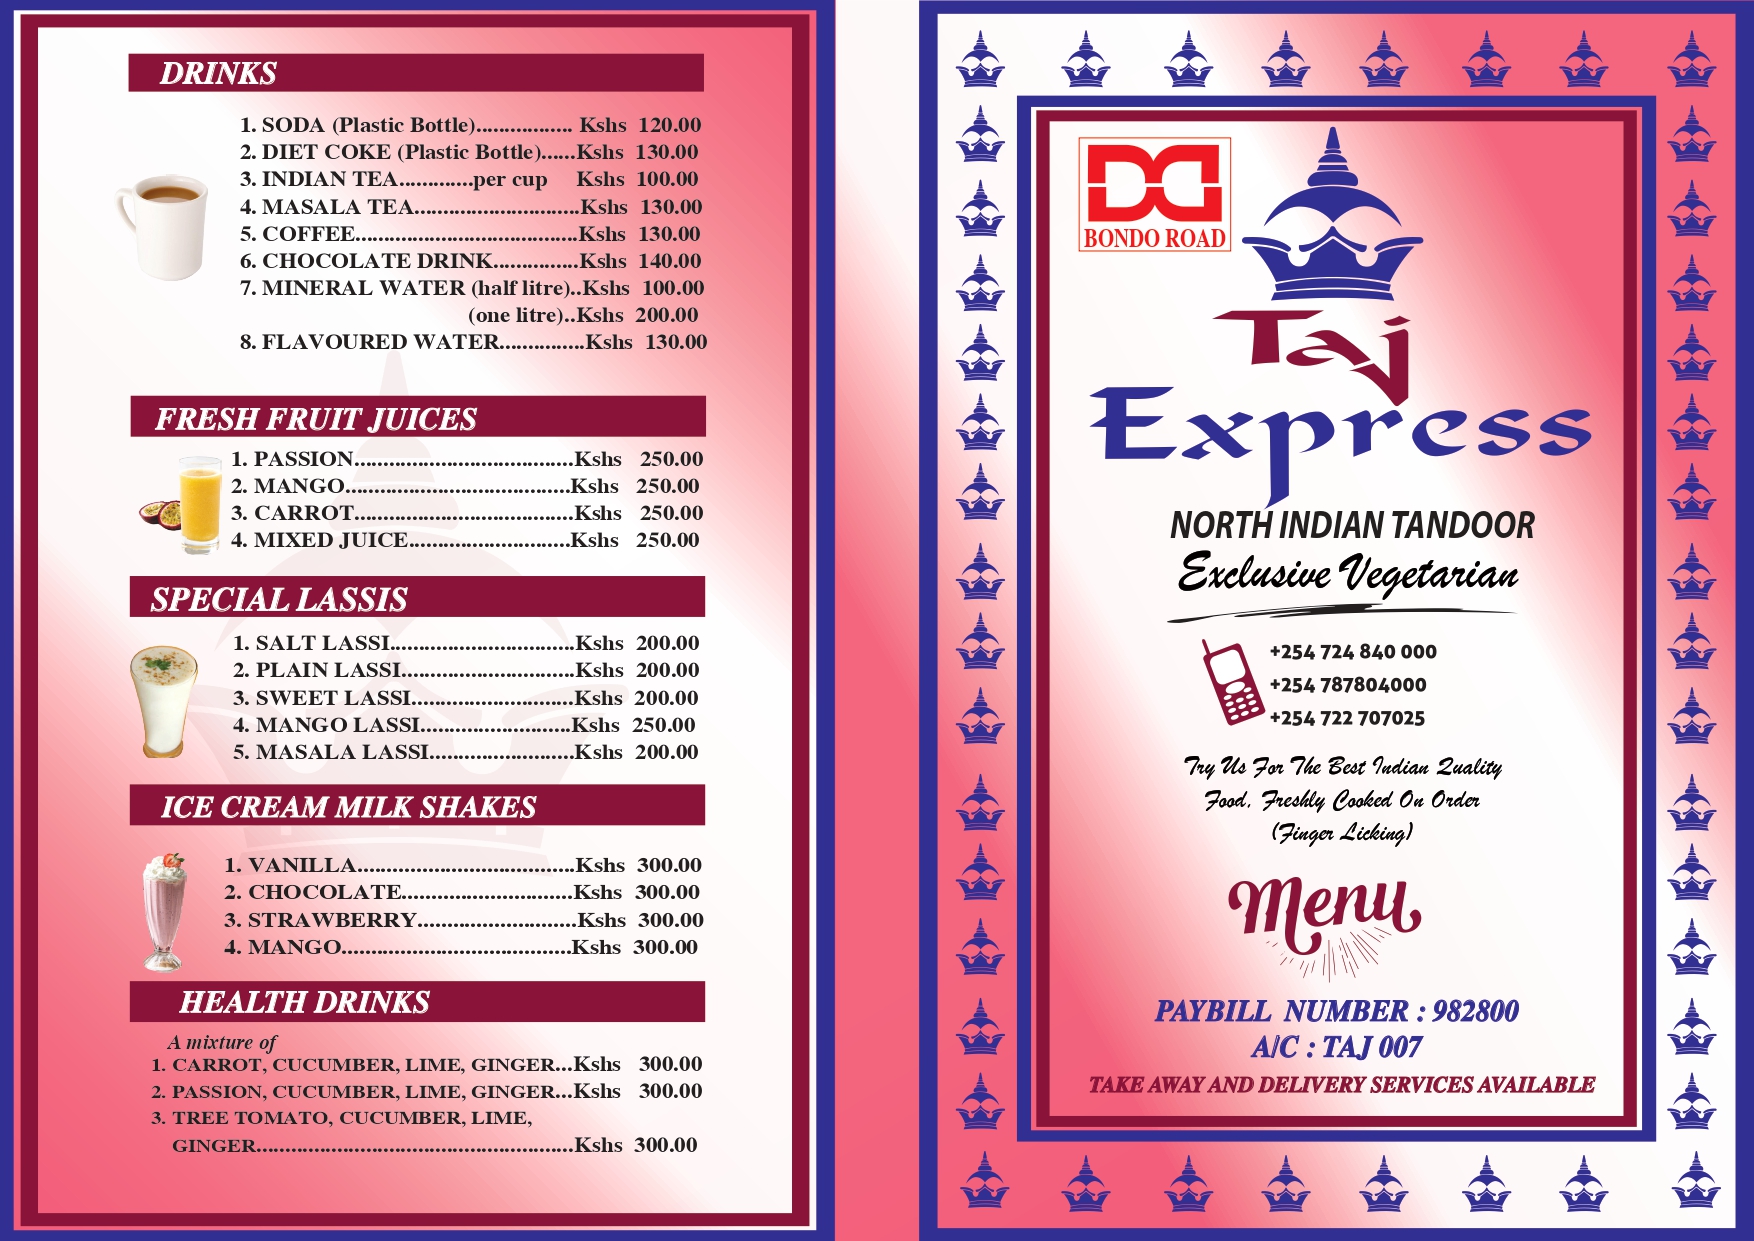 DRINKS
1. SODA (Plastic Bottle)................. Kshs 120.00
2. DIET COKE (Plastic Bottle)......Kshs 130.00
3. INDIAN TEA.............per cup Kshs 100.00
4. MASALA TEA.............................Kshs 130.00
5. COFFEE.......................................Kshs 130.00
6. CHOCOLATE DRINK...............Kshs 140.00
7. MINERAL WATER (half litre)..Kshs 100.00
(one litre)..Kshs 200.00
8. FLAVOURED WATER...............Kshs 130.00
FRESH FRUIT JUICES
1. PASSION......................................Kshs 250.00
2. MANGO.......................................Kshs 250.00
3. CARROT......................................Kshs 250.00
4. MIXED JUICE............................Kshs 250.00
SPECIAL LASSIS
1. SALT LASSI................................Kshs 200.00
2. PLAIN LASSI..............................Kshs 200.00
3. SWEET LASSI............................Kshs 200.00
4. MANGO LASSI..........................Kshs 250.00
5. MASALA LASSI.........................Kshs 200.00
ICE CREAM MILK SHAKES
1. VANILLA......................................Kshs 300.00
2. CHOCOLATE..............................Kshs 300.00
3. STRAWBERRY............................Kshs 300.00
4. MANGO........................................Kshs 300.00
HEALTH DRINKS
A mixture of
1. CARROT, CUCUMBER, LIME, GINGER...Kshs 300.00
2. PASSION, CUCUMBER, LIME, GINGER...Kshs 300.00
3. TREE TOMATO, CUCUMBER, LIME,
GINGER.......................................................Kshs 300.00
BONDO ROAD
Taj
Express
NORTH INDIAN TANDOOR
Exclusive Vegetarian
+254 724 840 000
+254 787804000
+254 722 707025
Try Us For The Best Indian Quality
Food, Freshly Cooked On Order
(Finger Licking)
Menu
PAYBILL NUMBER : 982800
A/C : TAJ 007
TAKE AWAY AND DELIVERY SERVICES AVAILABLE